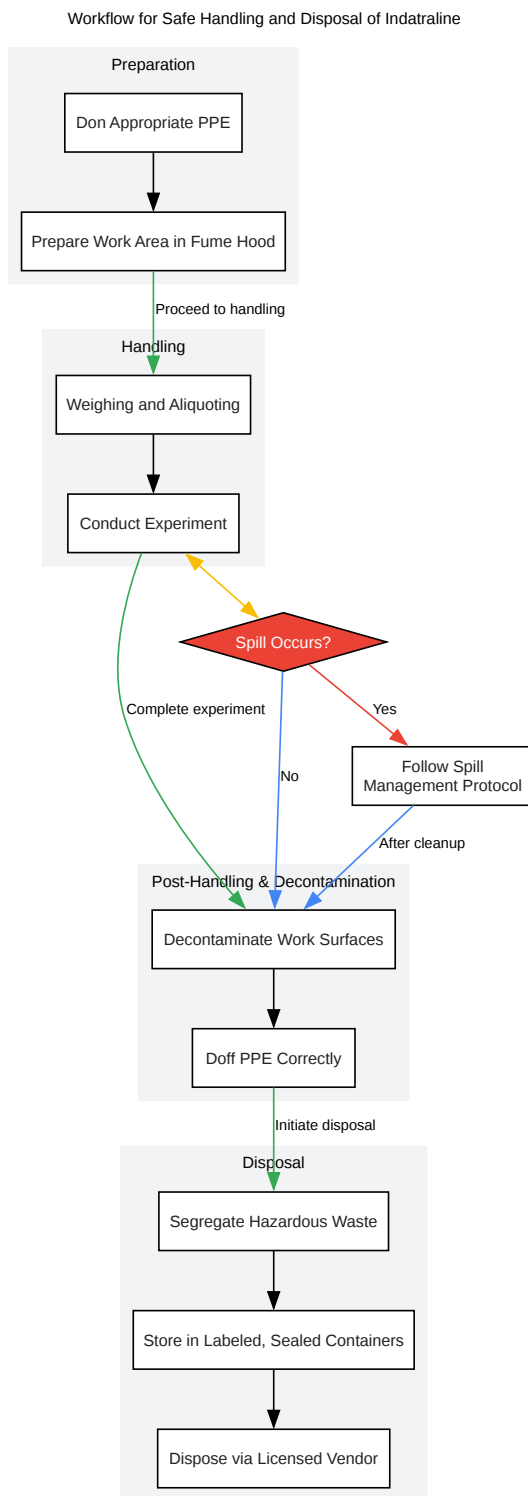 Workflow for Safe Handling and Disposal of Indatraline
Preparation
Don Appropriate PPE
Prepare Work Area in Fume Hood
Proceed to handling
Handling
Weighing and Aliquoting
Conduct Experiment
Spill Occurs?
Complete experiment
Yes
No
Follow Spill
Management Protocol
After cleanup
Post-Handling & Decontamination
Decontaminate Work Surfaces
Doff PPE Correctly
Initiate disposal
Disposal
Segregate Hazardous Waste
Store in Labeled, Sealed Containers
Dispose via Licensed Vendor